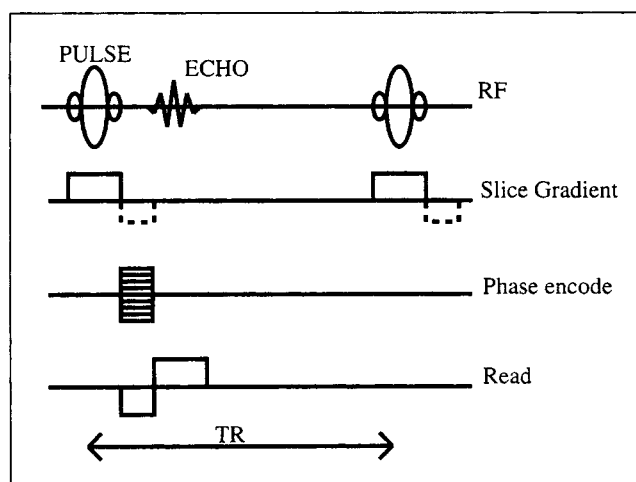 PULSE
ECHO
RF
Slice Gradient
Phase encode
Read
TR